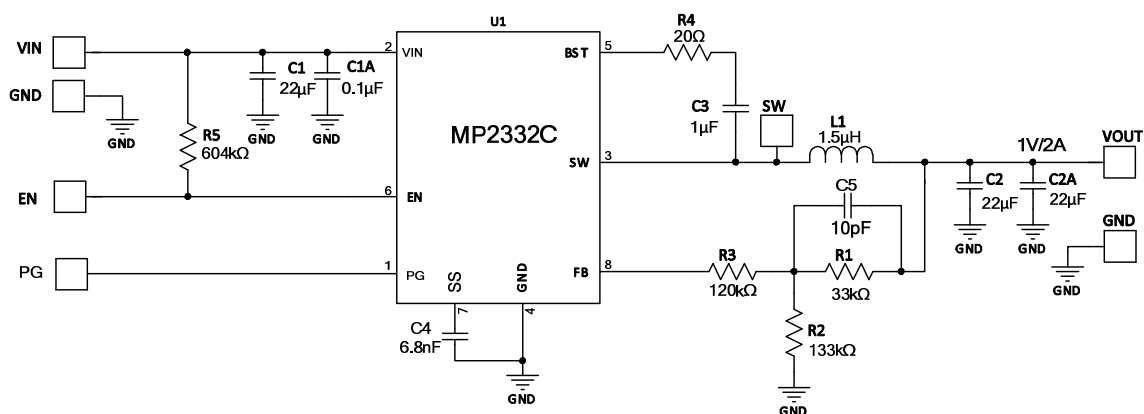 U1
VIN
GND
GND
R5
604kΩ
C1
22µF
GND
C1A
0.1µF
GND
2
VIN
EN
6
EN
PG
1
PG
MP2332C
SS
7
GND
4
C4
6.8nF
GND
BST
5
R4
20Ω
C3
1µF
SW
SW
3
L1
1.5µH
1V/2A
VOUT
C5
10pF
C2
22µF
GND
C2A
22µF
GND
GND
GND
FB
8
R3
120kΩ
R1
33kΩ
R2
133kΩ
GND